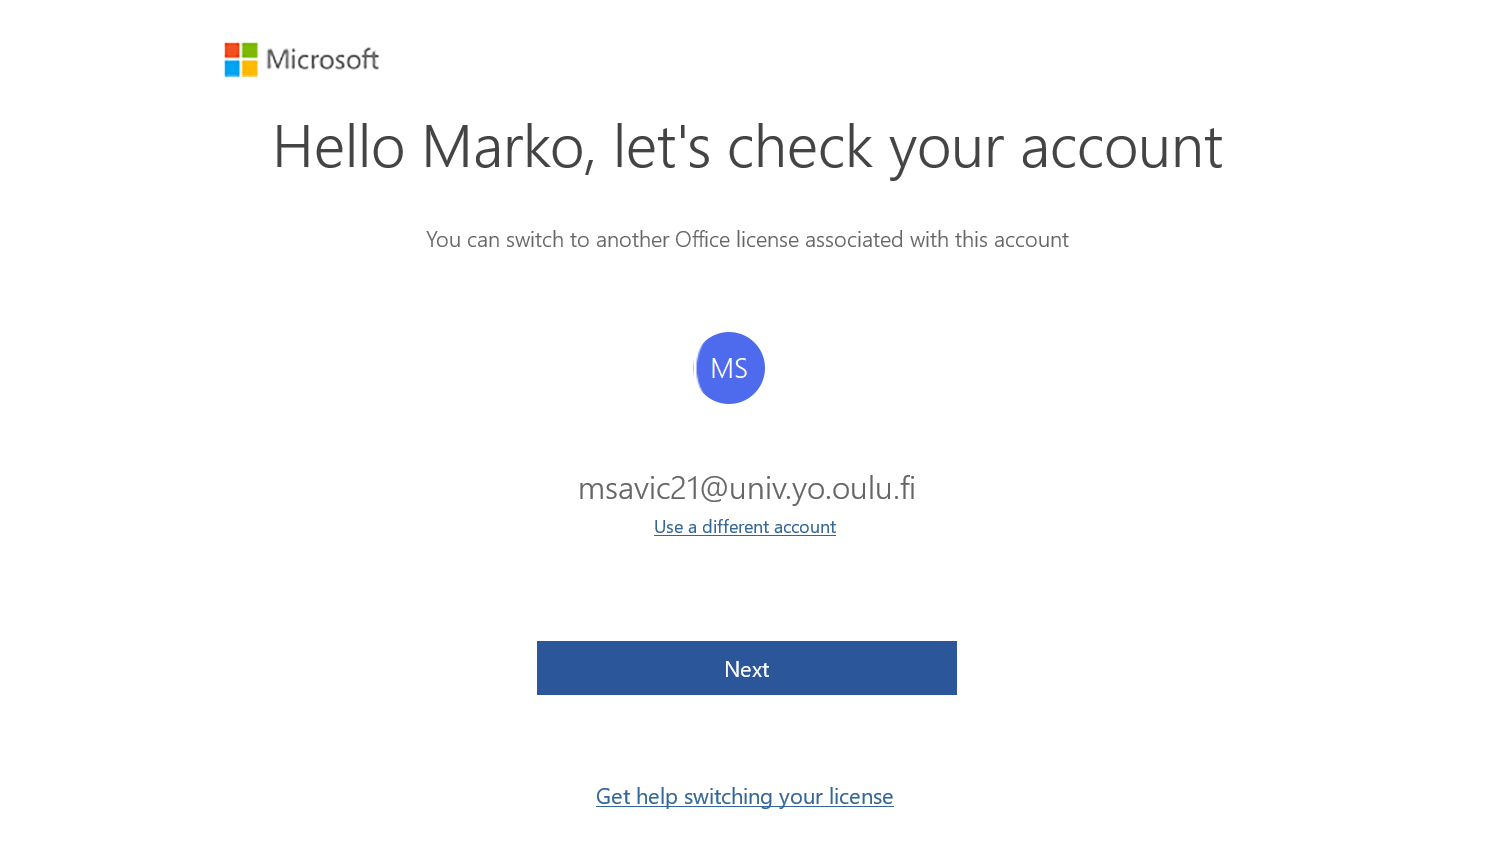 Microsoft
Hello Marko, let's check your account
You can switch to another Office license associated with this account
MS
msavic21@univ.yo.oulu.fi
Use a different account
Next
Get help switching your license